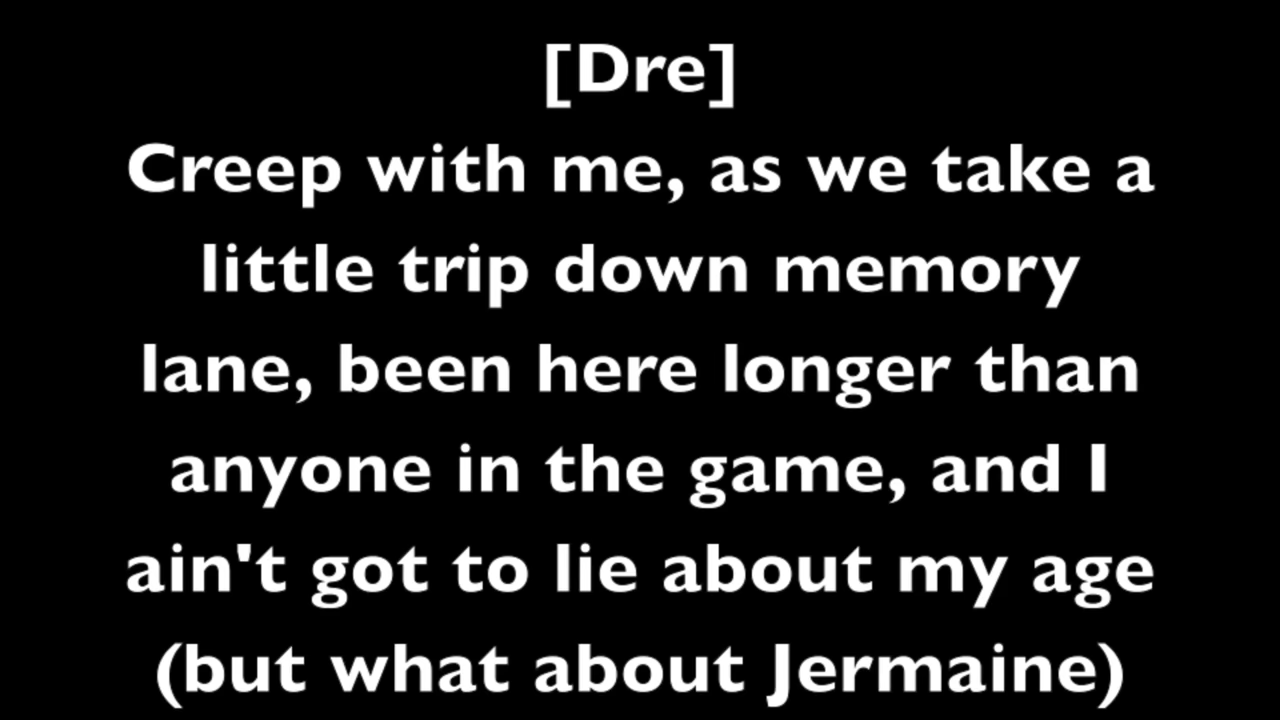 [Dre]
Creep with me, as we take a
little trip down memory
lane, been here longer than
anyone in the game, and I
ain't got to lie about my age
(but what about Jermaine)